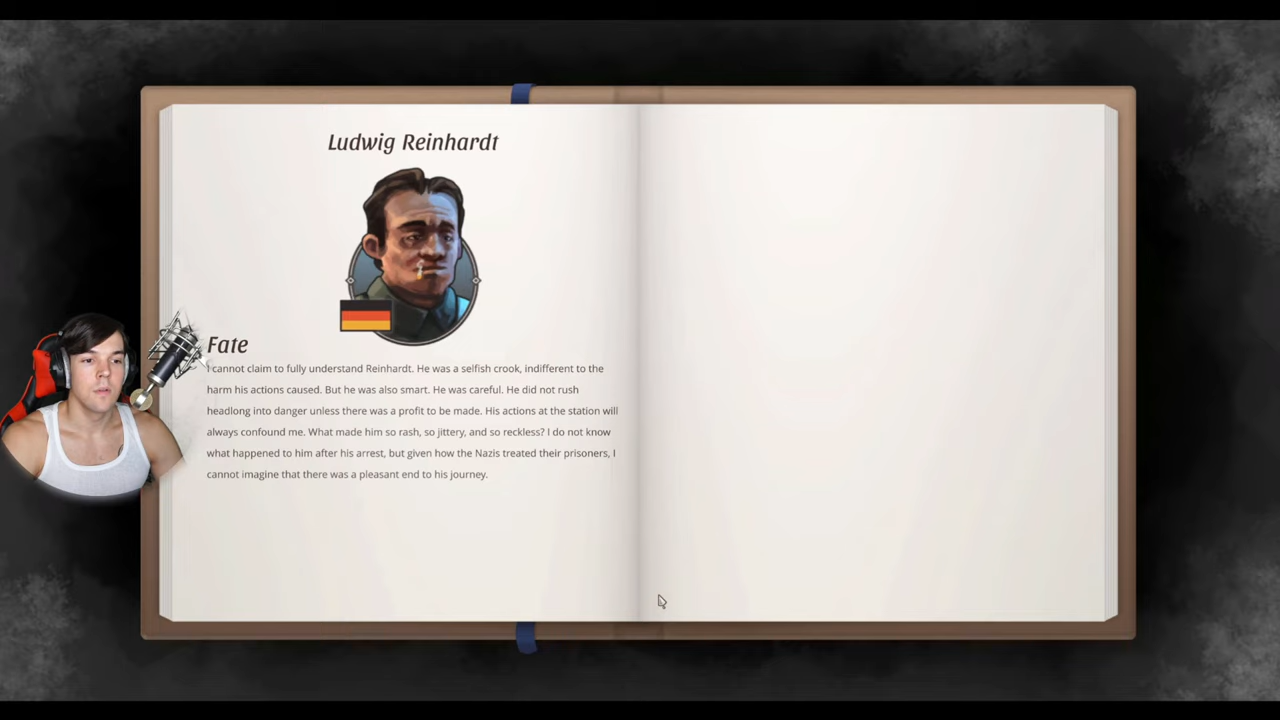 Ludwig Reinhardt
Fate
I cannot claim to fully understand Reinhardt. He was a selfish crook, indifferent to the
harm his actions caused. But he was also smart. He was careful. He did not rush
headlong into danger unless there was a profit to be made. His actions at the station will
always confound me. What made him so rash, so jittery, and so reckless? I do not know
what happened to him after his arrest, but given how the Nazis treated their prisoners, I
cannot imagine that there was a pleasant end to his journey.